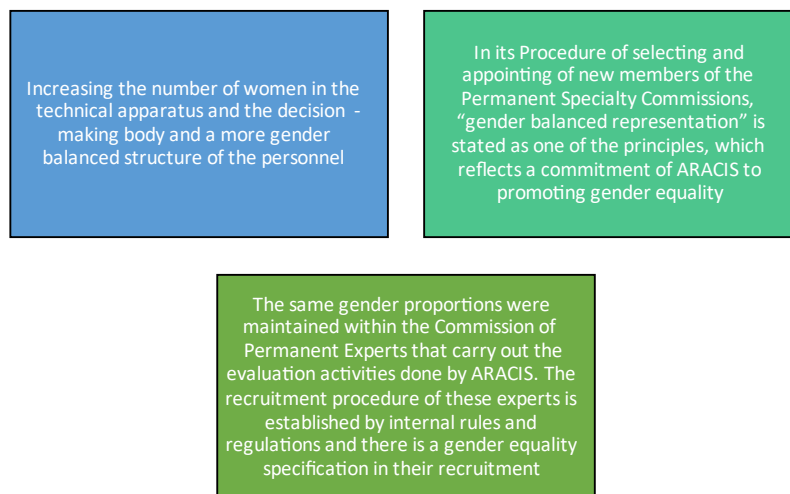 Increasing the number of women in the
technical apparatus and the decision -
making body and a more gender
balanced structure of the personnel
In its Procedure of selecting and
appointing of new members of the
Permanent Specialty Commissions,
“gender balanced representation” is
stated as one of the principles, which
reflects a commitment of ARACIS to
promoting gender equality
The same gender proportions were
maintained within the Commission of
Permanent Experts that carry out the
evaluation activities done by ARACIS. The
recruitment procedure of these experts is
established by internal rules and
regulations and there is a gender equality
specification in their recruitment